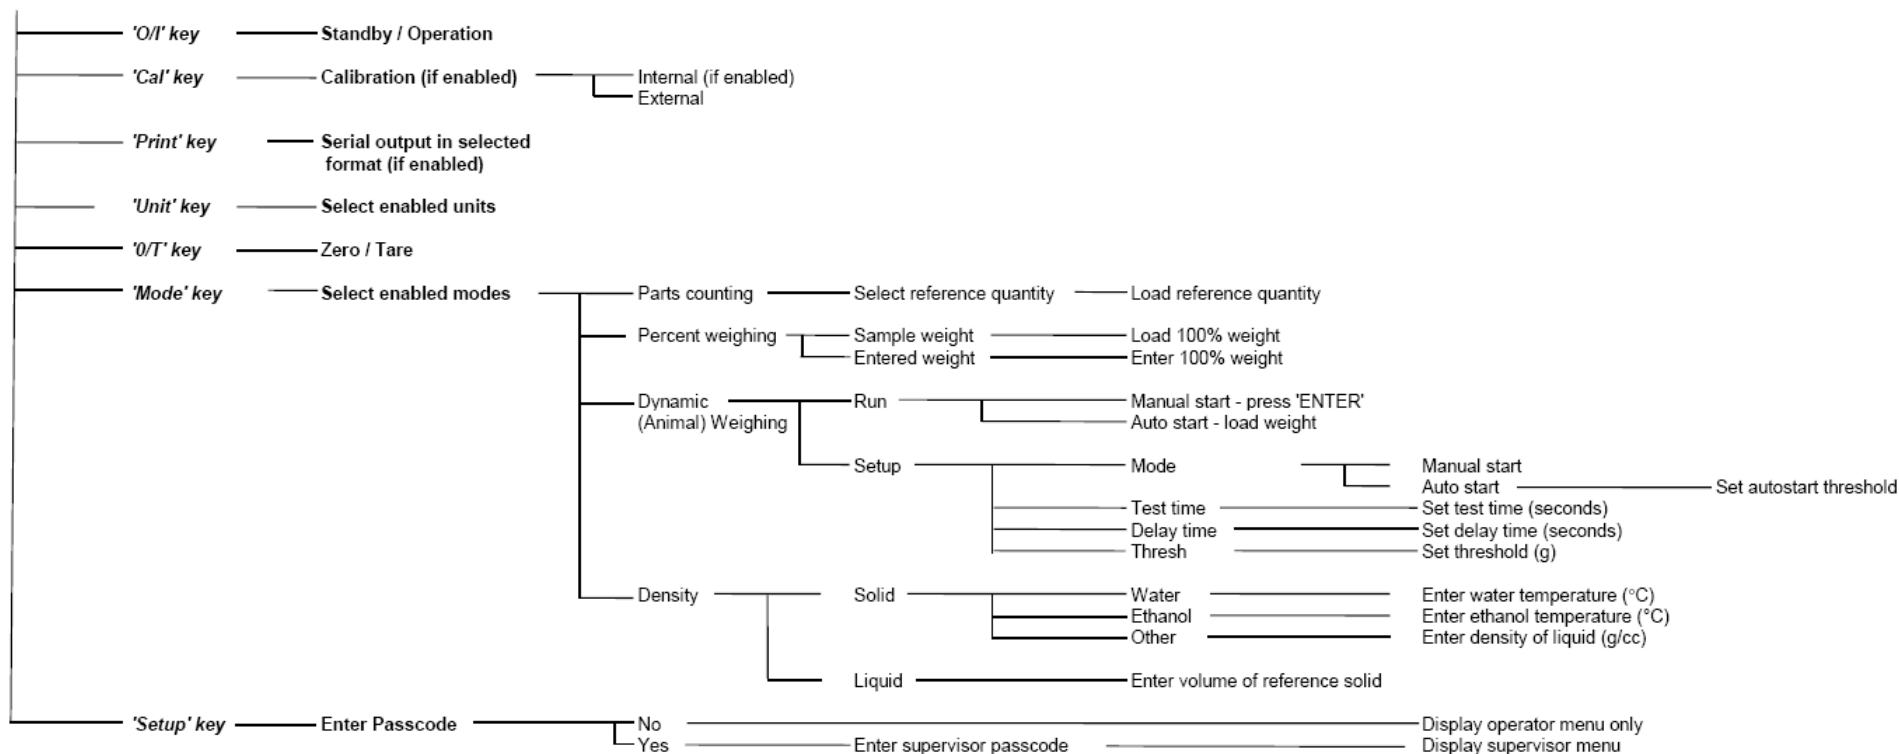 'O/I' key Standby / Operation
'Cal' key Calibration (if enabled) Internal (if enabled)
External
'Print' key Serial output in selected
format (if enabled)
'Unit' key Select enabled units
'0/T' key Zero / Tare
'Mode' key Select enabled modes Parts counting Select reference quantity Load reference quantity
Percent weighing Sample weight Load 100% weight
Entered weight Enter 100% weight
Dynamic Run Manual start - press 'ENTER'
(Animal) Weighing Auto start - load weight
Setup Mode Manual start
Auto start Set autostart threshold
Test time Set test time (seconds)
Delay time Set delay time (seconds)
Thresh Set threshold (g)
Density Solid Water Enter water temperature (°C)
Ethanol Enter ethanol temperature (°C)
Other Enter density of liquid (g/cc)
Liquid Enter volume of reference solid
'Setup' key Enter Passcode No Display operator menu only
Yes Enter supervisor passcode Display supervisor menu